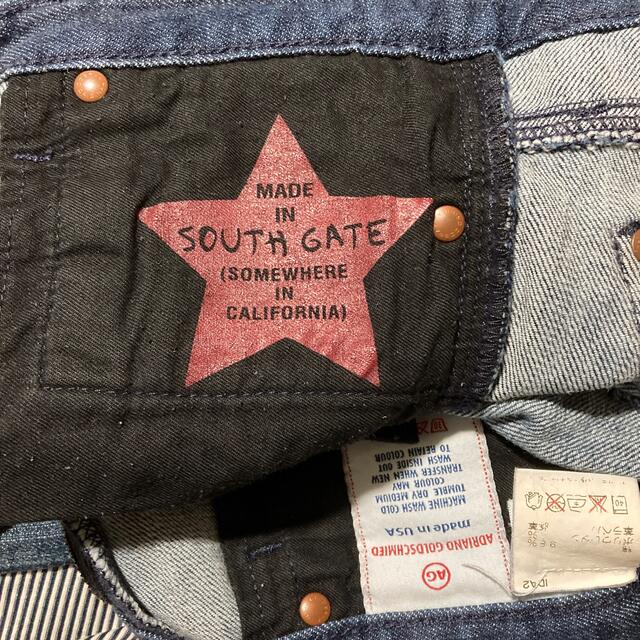 MADE
IN
SOUTH GATE
(SOMEWHERE
IN
CALIFORNIA)
AG
ADRIANO GOLDSCHMIED
made in USA
MACHINE WASH COLD
TUMBLE DRY MEDIUM
COLOUR MAY
TRANSFER WHEN NEW
WASH INSIDE OUT
TO RETAIN COLOUR